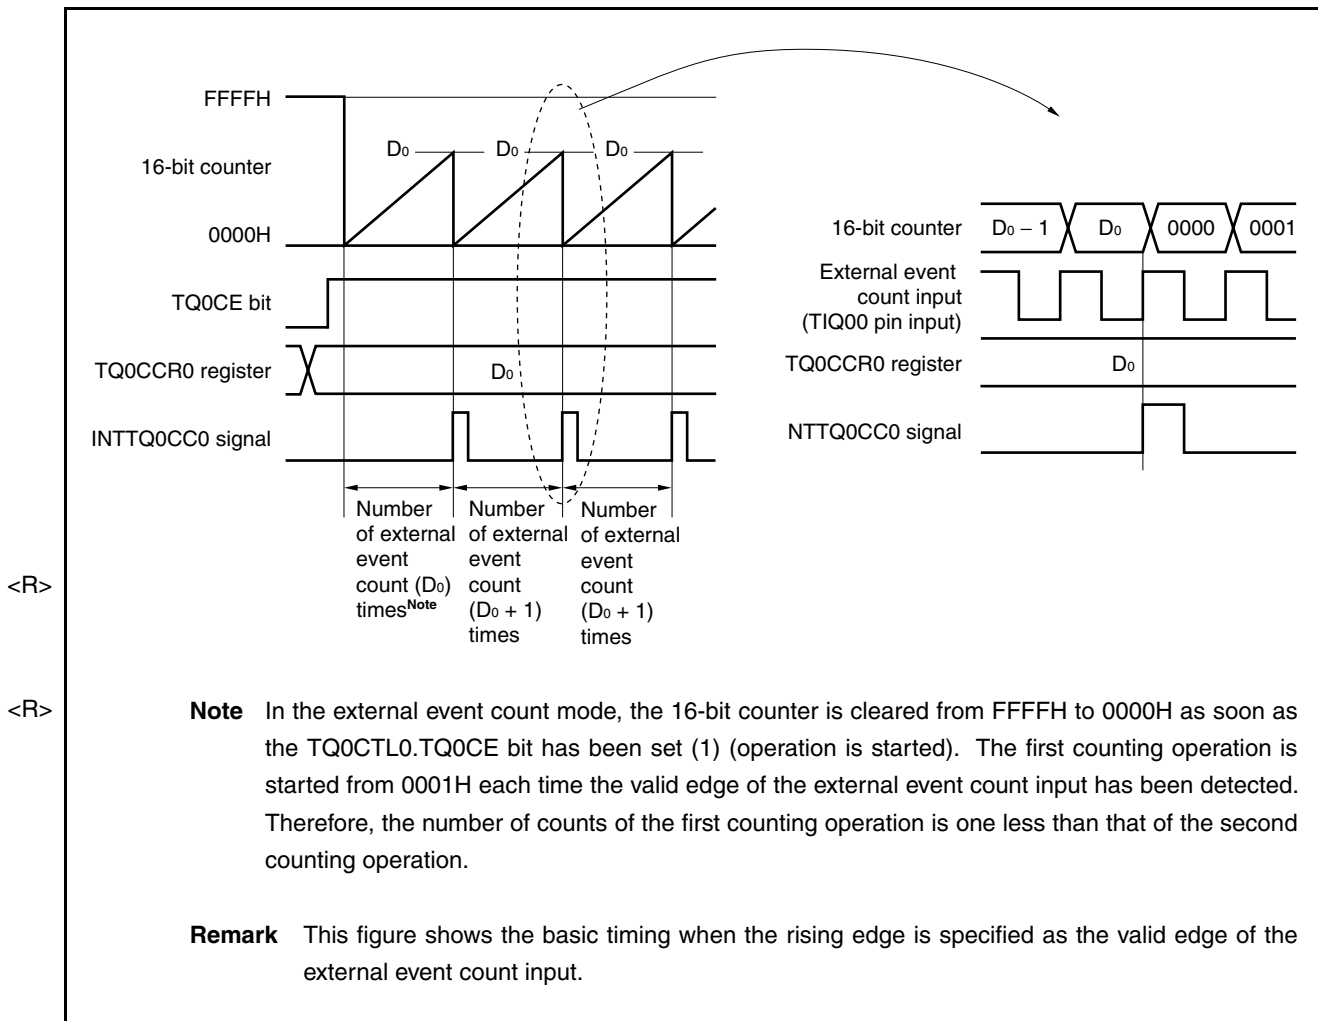 FFFFH
16-bit counter
0000H
D0
D0
D0
TQ0CE bit
TQ0CCR0 register
D0
INTTQ0CC0 signal
Number
of external
event
count (D0)
timesNote
Number
of external
event
count
(D0 + 1)
times
Number
of external
event
count
(D0 + 1)
times
16-bit counter
D0 – 1
D0
0000
0001
External event
count input
(TIQ00 pin input)
TQ0CCR0 register
D0
NTTQ0CC0 signal
<R>
<R>
Note In the external event count mode, the 16-bit counter is cleared from FFFFH to 0000H as soon as
the TQ0CTL0.TQ0CE bit has been set (1) (operation is started). The first counting operation is
started from 0001H each time the valid edge of the external event count input has been detected.
Therefore, the number of counts of the first counting operation is one less than that of the second
counting operation.
Remark This figure shows the basic timing when the rising edge is specified as the valid edge of the
external event count input.